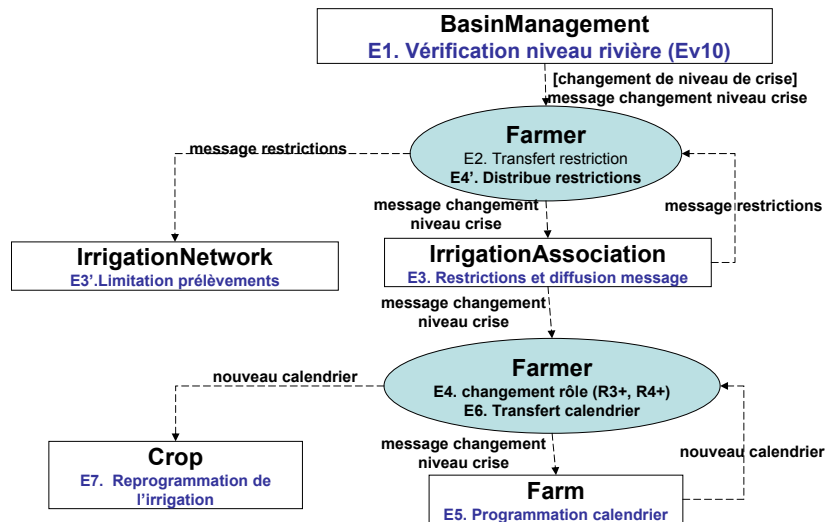 BasinManagement
E1. Vérification niveau rivière (Ev10)
[changement de niveau de crise]
message changement niveau crise
Farmer
E2. Transfert restriction
E4'. Distribue restrictions
message restrictions
message restrictions
message changement
niveau crise
IrrigationNetwork
E3'.Limitation prélèvements
IrrigationAssociation
E3. Restrictions et diffusion message
message changement
niveau crise
Farmer
E4. changement rôle (R3+, R4+)
E6. Transfert calendrier
nouveau calendrier
nouveau calendrier
message changement
niveau crise
Crop
E7. Reprogrammation de
l'irrigation
Farm
E5. Programmation calendrier